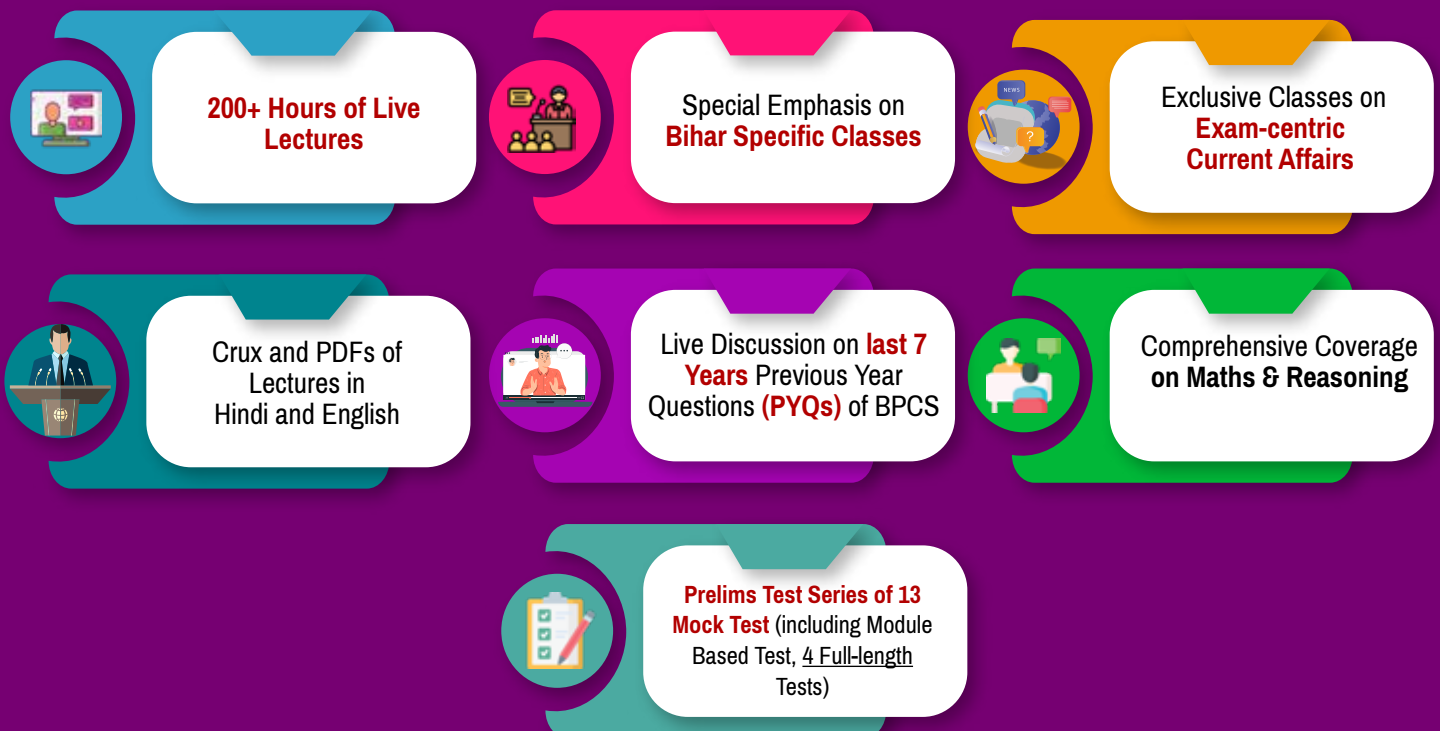 200+ Hours of Live
Lectures
Special Emphasis on
Bihar Specific Classes
NEWS
?
Exclusive Classes on
Exam-centric
Current Affairs
Crux and PDFs of
Lectures in
Hindi and English
Live Discussion on last 7
Years Previous Year
Questions (PYQs) of BPCS
Comprehensive Coverage
on Maths & Reasoning
Prelims Test Series of 13
Mock Test (including Module
Based Test, 4 Full-length
Tests)